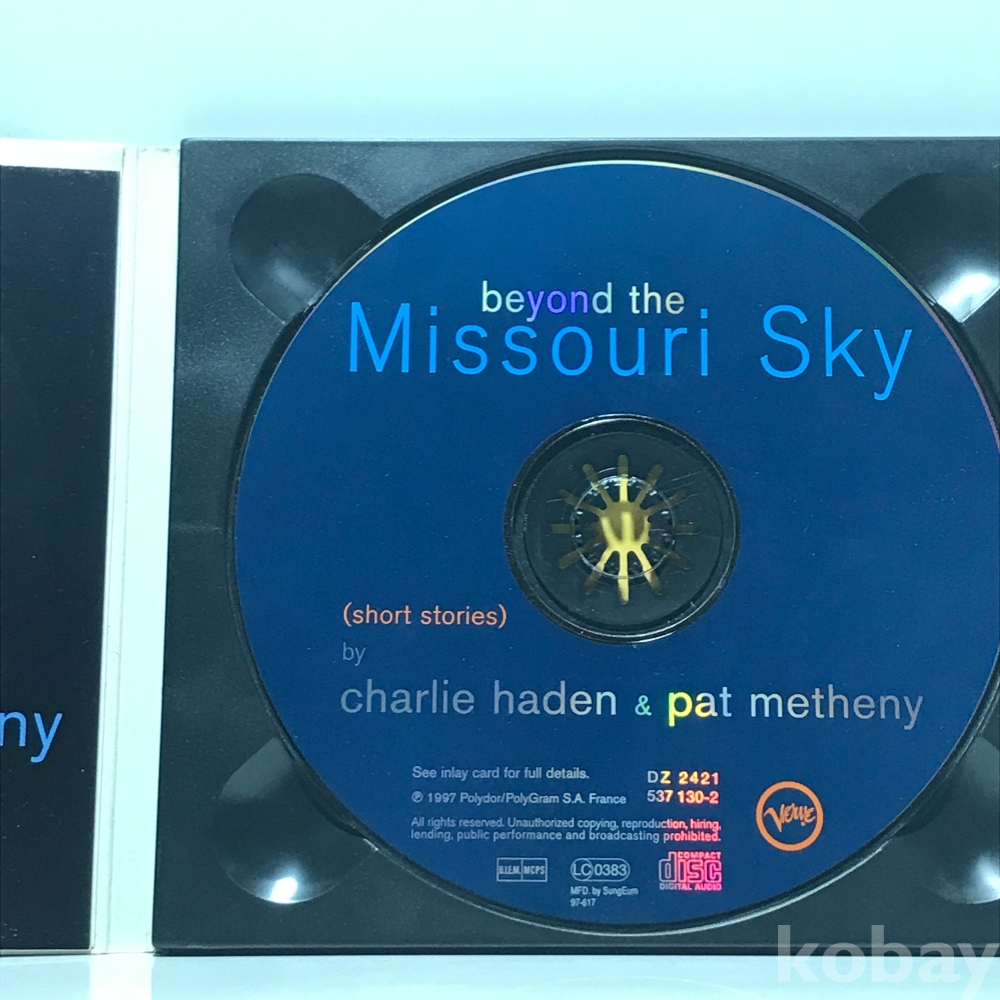 beyond the
Missouri Sky
(short stories)
by
charlie haden & pat metheny
ny
See inlay card for full details.
DZ 2421
℗ 1997 Polydor/PolyGram S.A. France
537 130-2
All rights reserved. Unauthorized copying, reproduction, hiring,
lending, public performance and broadcasting prohibited.
VERVE
B.I.E.M. MCPS
LC 0383
COMPACT
disc
DIGITAL AUDIO
MFD. by SungEum
97-617
kobay